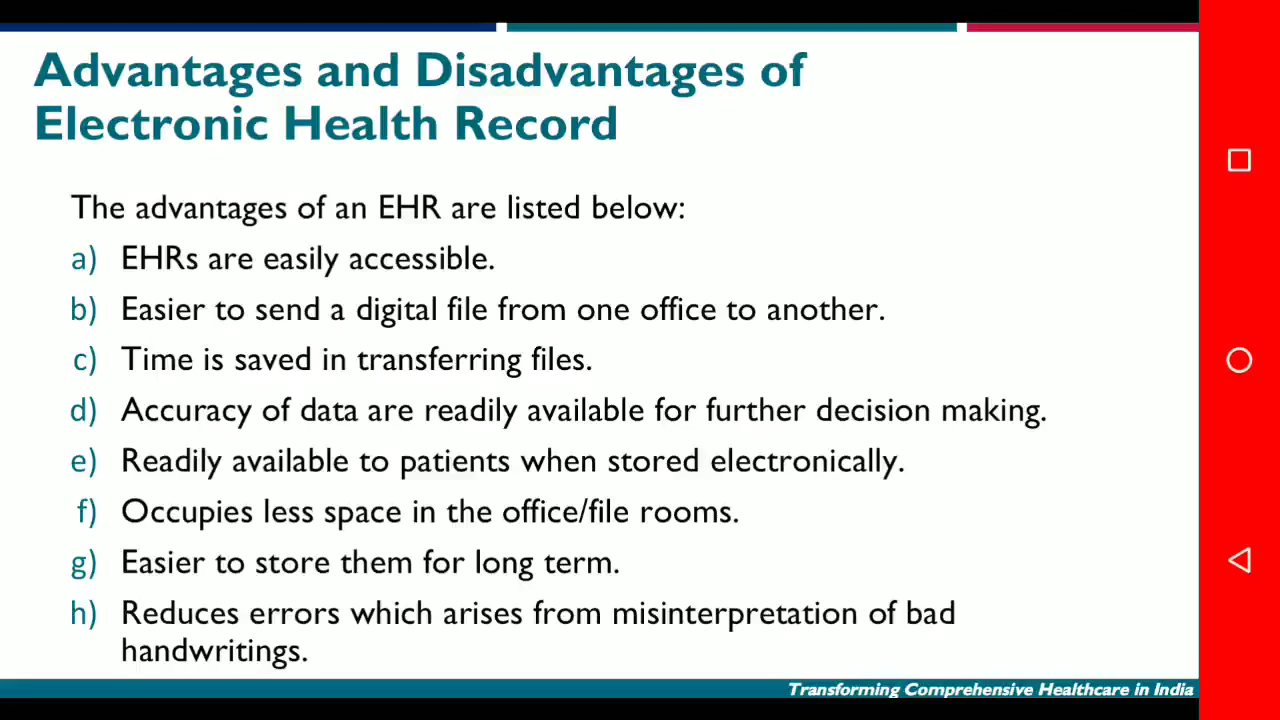 Advantages and Disadvantages of
Electronic Health Record
The advantages of an EHR are listed below:
a) EHRs are easily accessible.
b) Easier to send a digital file from one office to another.
c) Time is saved in transferring files.
d) Accuracy of data are readily available for further decision making.
e) Readily available to patients when stored electronically.
f) Occupies less space in the office/file rooms.
g) Easier to store them for long term.
h) Reduces errors which arises from misinterpretation of bad
handwritings.
Transforming Comprehensive Healthcare in India